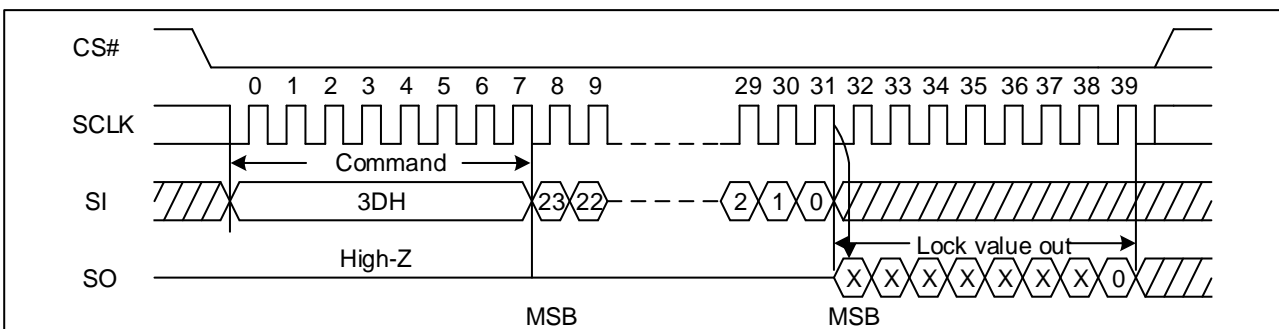 CS#
0 1 2 3 4 5 6 7 8 9 29 30 31 32 33 34 35 36 37 38 39
SCLK
Command
SI 3DH 23 22 2 1 0
High-Z Lock value out
SO X X X X X X X 0
MSB MSB